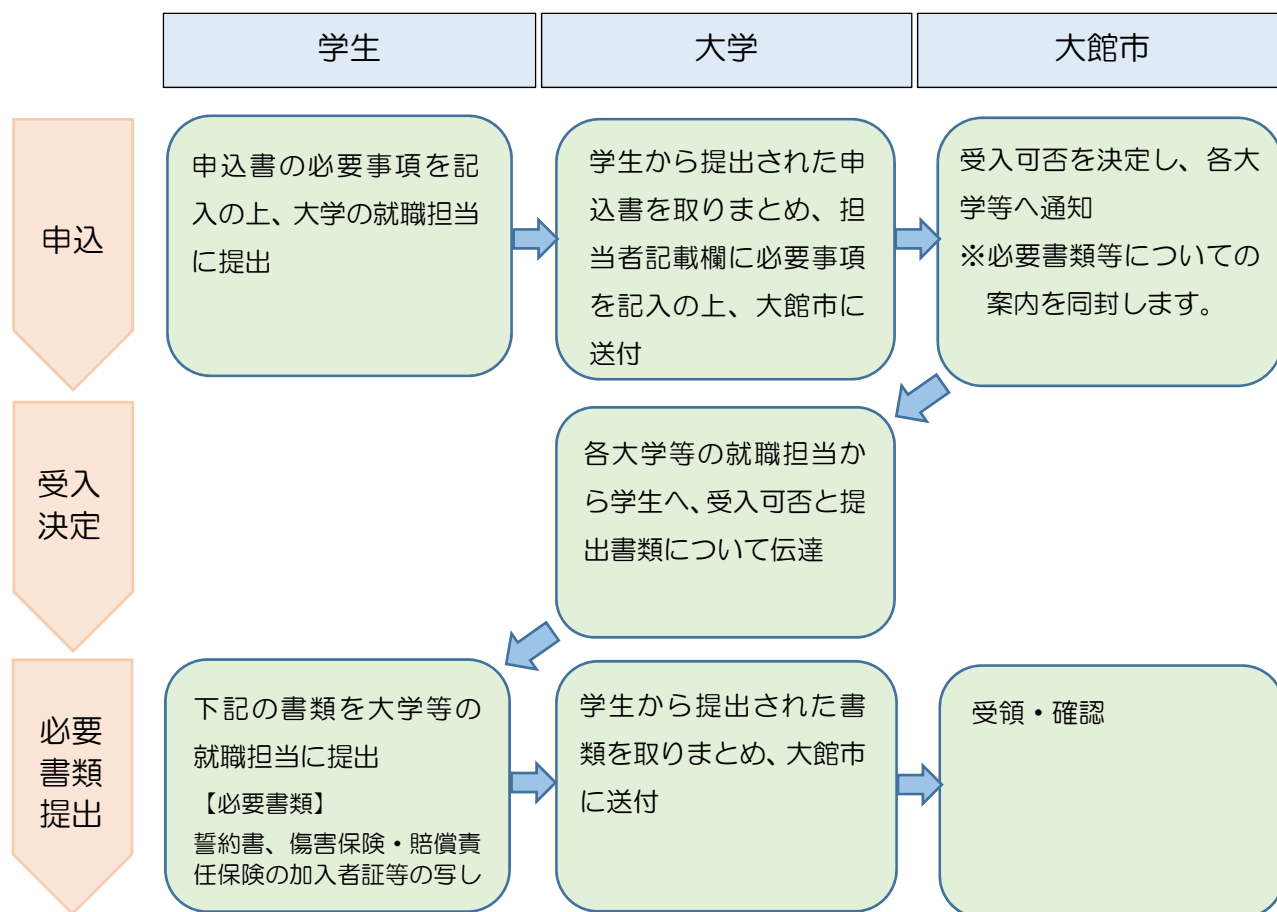 学生
大学
大館市
申込
申込書の必要事項を記
入の上、大学の就職担当
に提出
学生から提出された申
込書を取りまとめ、担
当者記載欄に必要事項
を記入の上、大館市に
送付
受入可否を決定し、各大
学等へ通知
※必要書類等についての
案内を同封します。
受入
決定
各大学等の就職担当か
ら学生へ、受入可否と提
出書類について伝達
必要
書類
提出
下記の書類を大学等の
就職担当に提出
【必要書類】
誓約書、傷害保険・賠償責
任保険の加入者証等の写し
学生から提出された書
類を取りまとめ、大館市
に送付
受領・確認